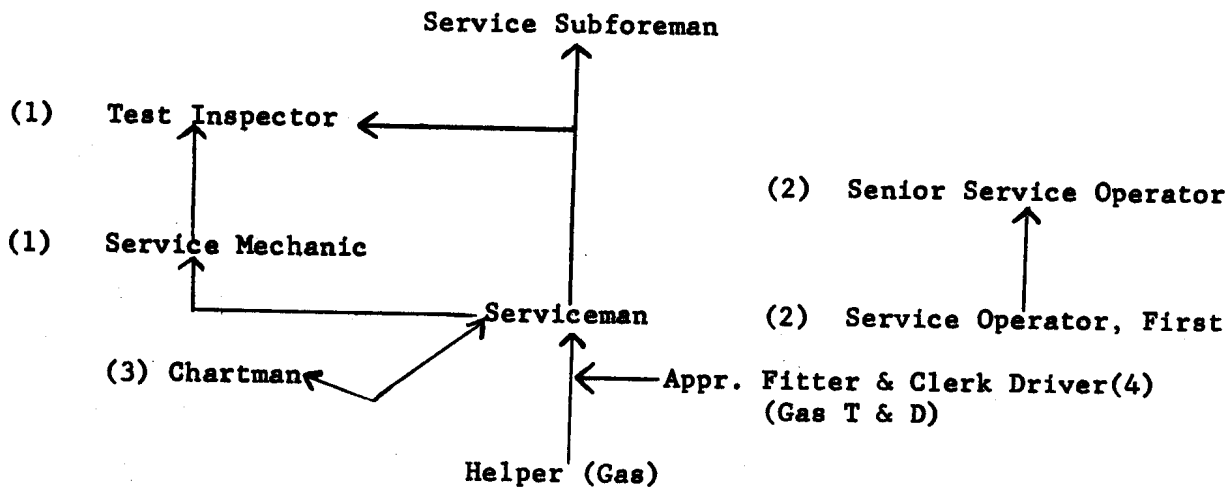 Service Subforeman
(1) Test Inspector
(2) Senior Service Operator
(1) Service Mechanic
Serviceman
(2) Service Operator, First
(3) Chartman
Appr. Fitter & Clerk Driver(4)
(Gas T & D)
Helper (Gas)